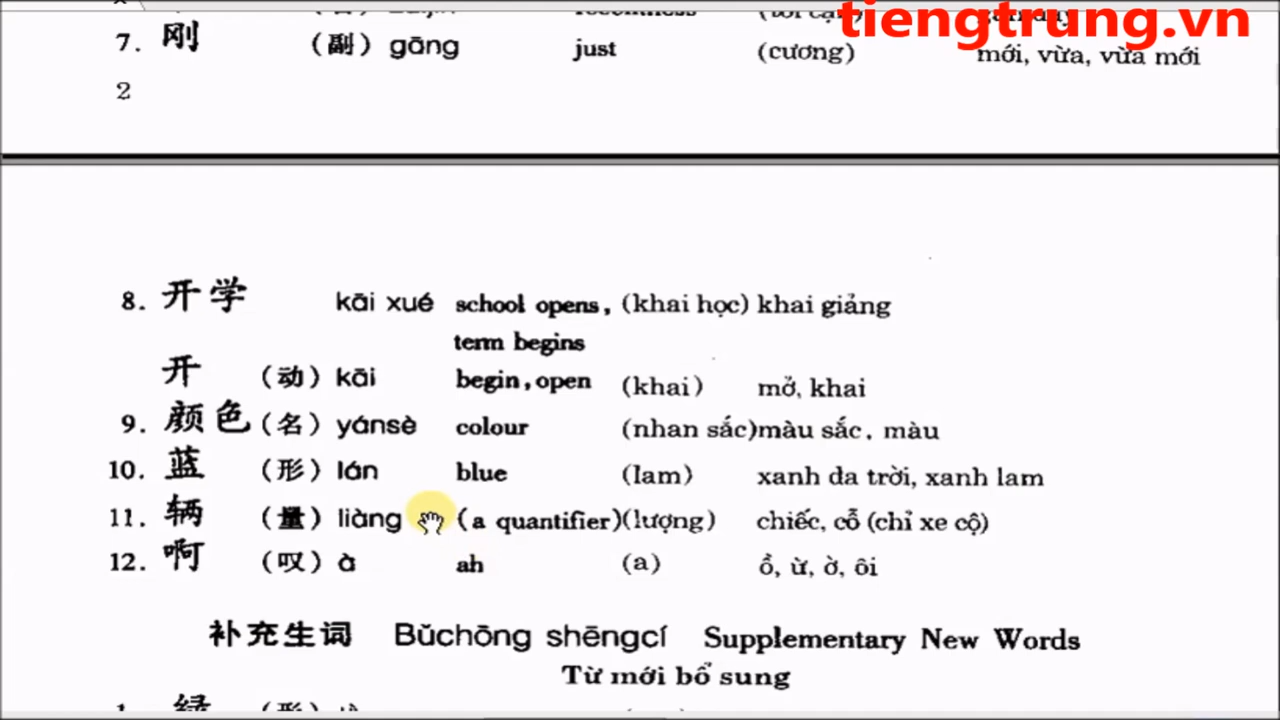 tiengtrung.vn
7. 刚 （副）gāng just (cương) mới, vừa, vừa mới
2
8. 开学 kāi xué school opens, (khai học) khai giảng
term begins
开 （动）kāi begin, open (khai) mở, khai
9. 颜色（名）yánsè colour (nhan sắc) màu sắc, màu
10. 蓝 （形）lán blue (lam) xanh da trời, xanh lam
11. 辆 （量）liàng (a quantifier) (lượng) chiếc, cỗ (chỉ xe cộ)
12. 啊 （叹）à ah (a) ồ, ừ, ờ, ôi
补充生词 Bǔchōng shēngcí Supplementary New Words
Từ mới bổ sung